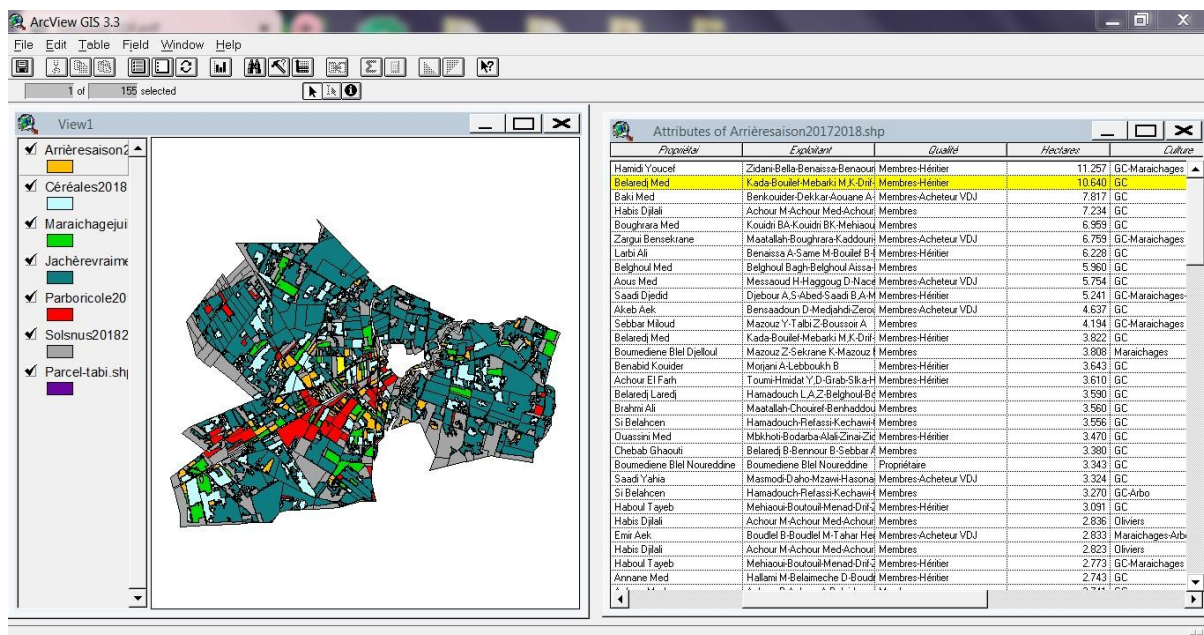 ArcView GIS 3.3
File Edit Table Field Window Help
1 of 155 selected
View1
Arrièresaison2
Céréales2018
Maraichagejui
Jachèrevraime
Parboricole20
Solsnus20182
Parcel-tabi.shp
Attributes of Arrièresaison20172018.shp
Propriétai Exploitant Qualité Hectares Culture
Hamidi Youcef Zidani-Bella-Benaissa-Benaour Membres-Héritier 11.257 GC-Maraichages
Belaredj Med Kada-Bouilef-Mebarki M,K-Drif- Membres-Héritier 10.640 GC
Baki Med Benkouider-Dekkar-Aouane A- Membres-Acheteur VDJ 7.817 GC
Habis Djilali Achour M-Achour Med-Achour Membres 7.234 GC
Boughrara Med Kouidri BA-Kouidri BK-Mehiaou Membres 6.959 GC
Zargui Bensekrane Maatallah-Boughrara-Kaddouri- Membres-Acheteur VDJ 6.759 GC-Maraichages
Larbi Ali Benaissa A-Same M-Bouilef B- Membres-Héritier 6.228 GC
Belghoul Med Belghoul Bagh-Belghoul Aissa- Membres 5.960 GC
Aous Med Messaoud H-Haggoug D-Nace Membres-Acheteur VDJ 5.754 GC
Saadi Djedid Djebour A,S-Abed-Saadi B,A-M Membres-Héritier 5.241 GC-Maraichages-
Akeb Aek Bensaadoun D-Medjahdi-Zerou Membres-Acheteur VDJ 4.637 GC
Sebbar Miloud Mazouz Y-Talbi Z-Boussoir A Membres 4.194 GC-Maraichages
Belaredj Med Kada-Bouilef-Mebarki M,K-Drif- Membres-Héritier 3.822 GC
Boumediene Blel Djelloul Mazouz Z-Sekrane K-Mazouz Membres 3.808 Maraichages
Benabid Kouider Morjani A-Lebboukh B Membres-Héritier 3.643 GC
Achour El Farh Toumi-Hmidat Y,D-Grab-Slka-H Membres-Héritier 3.610 GC
Belaredj Laredj Hamadouch L,A,Z-Belghoul-Bo Membres 3.590 GC
Brahmi Ali Maatallah-Chouiref-Benhaddou Membres 3.560 GC
Si Belahcen Hamadouch-Refassi-Kechawi- Membres 3.556 GC
Ouassini Med Mbkhoti-Bodarba-Alali-Zinai-Zid Membres-Héritier 3.470 GC
Chebab Ghaouti Belaredj B-Bennour B-Sebbar Membres 3.380 GC
Boumediene Blel Noureddine Boumediene Blel Noureddine Propriétaire 3.343 GC
Saadi Yahia Masmodi-Daho-Mzawi-Hasona- Membres-Acheteur VDJ 3.324 GC
Si Belahcen Hamadouch-Refassi-Kechawi- Membres 3.270 GC-Arbo
Haboul Tayeb Mehiaoui-Boutouil-Menad-Drif- Membres-Héritier 3.091 GC
Habis Djilali Achour M-Achour Med-Achour Membres 2.836 Oliviers
Emir Aek Boudlel B-Boudlel M-Tahar Hei Membres-Acheteur VDJ 2.833 Maraichages-Arb
Habis Djilali Achour M-Achour Med-Achour Membres 2.823 Oliviers
Haboul Tayeb Mehiaoui-Boutouil-Menad-Drif- Membres-Héritier 2.773 GC-Maraichages
Annane Med Hallami M-Belaimeche D-Boudr Membres-Héritier 2.743 GC